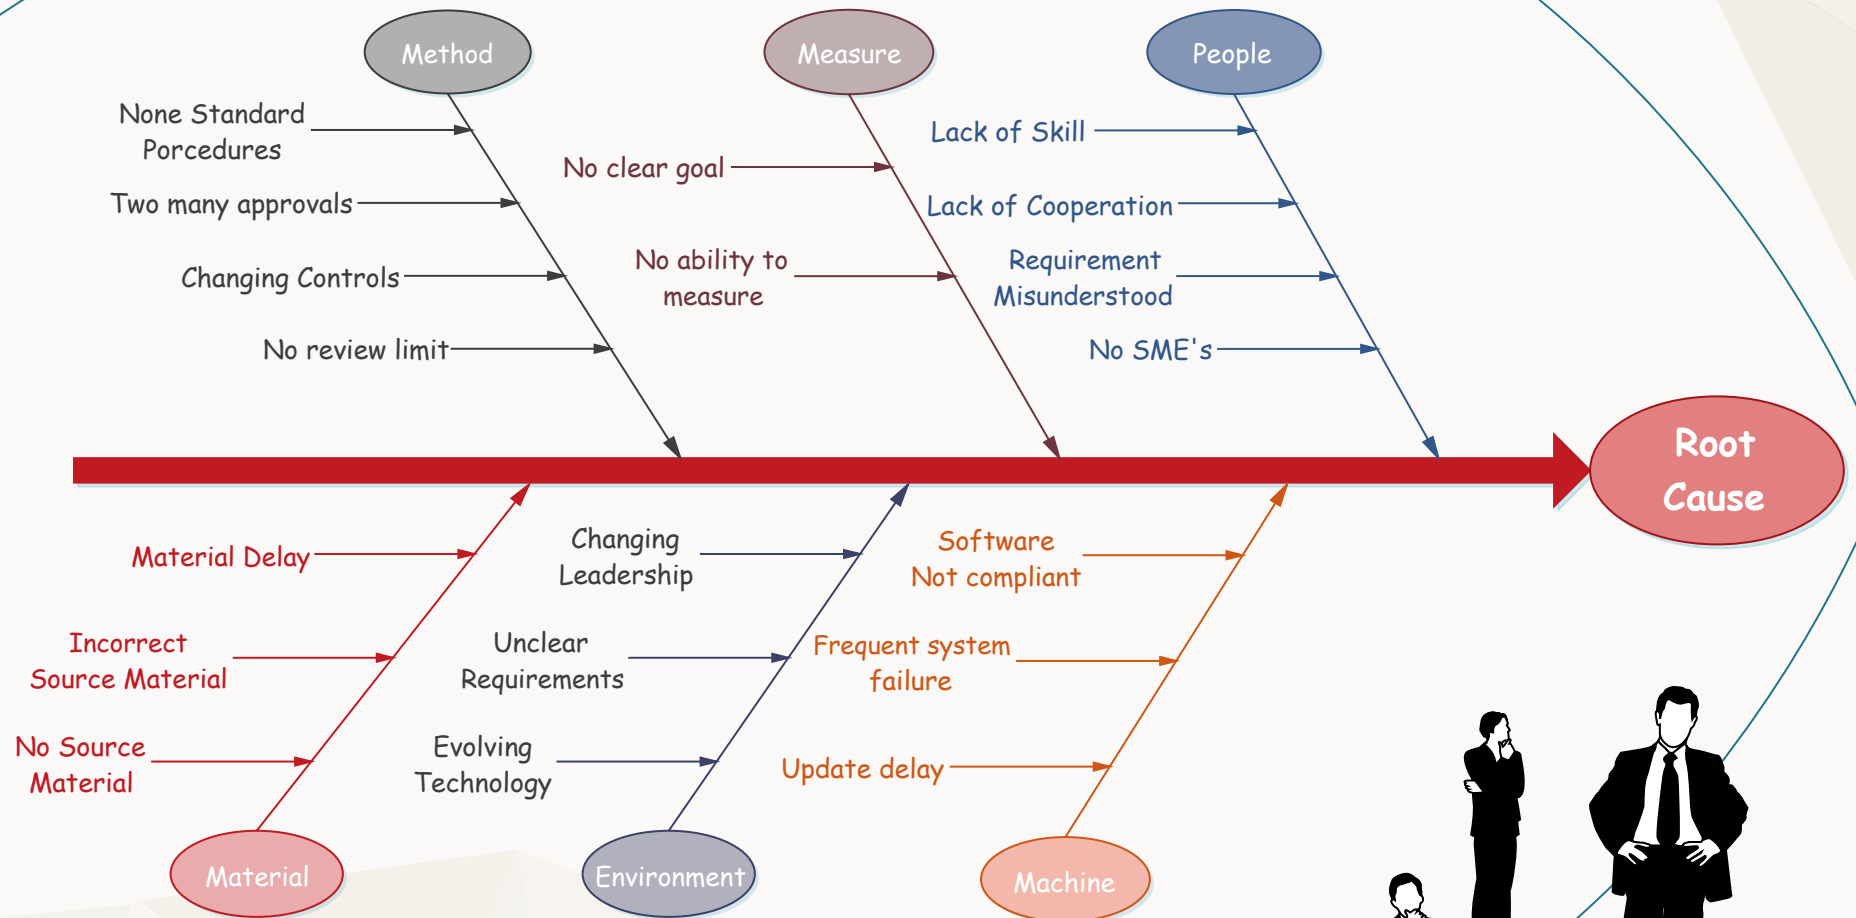 Method
Measure
People
None Standard
Porcedures
Two many approvals
Changing Controls
No review limit
No clear goal
No ability to
measure
Lack of Skill
Lack of Cooperation
Requirement
Misunderstood
No SME's
Root
Cause
Material Delay
Incorrect
Source Material
No Source
Material
Changing
Leadership
Unclear
Requirements
Evolving
Technology
Software
Not compliant
Frequent system
failure
Update delay
Material
Environment
Machine